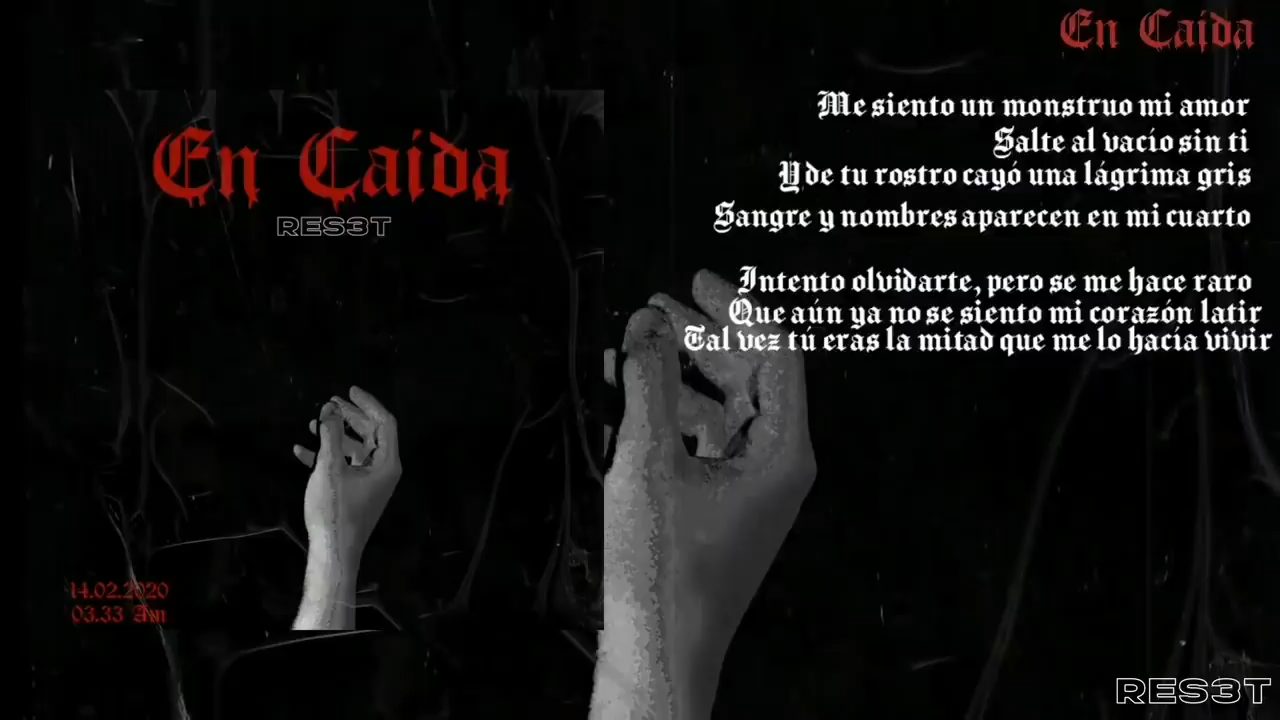 En Caida
RES3T
14.02.2020
03.33 Am
En Caida
Me siento un monstruo mi amor
Salte al vacío sin ti
Y de tu rostro cayó una lágrima gris
Sangre y nombres aparecen en mi cuarto
Intento olvidarte, pero se me hace raro
Que aún ya no se siento mi corazón latir
Tal vez tú eras la mitad que me lo hacía vivir
RES3T